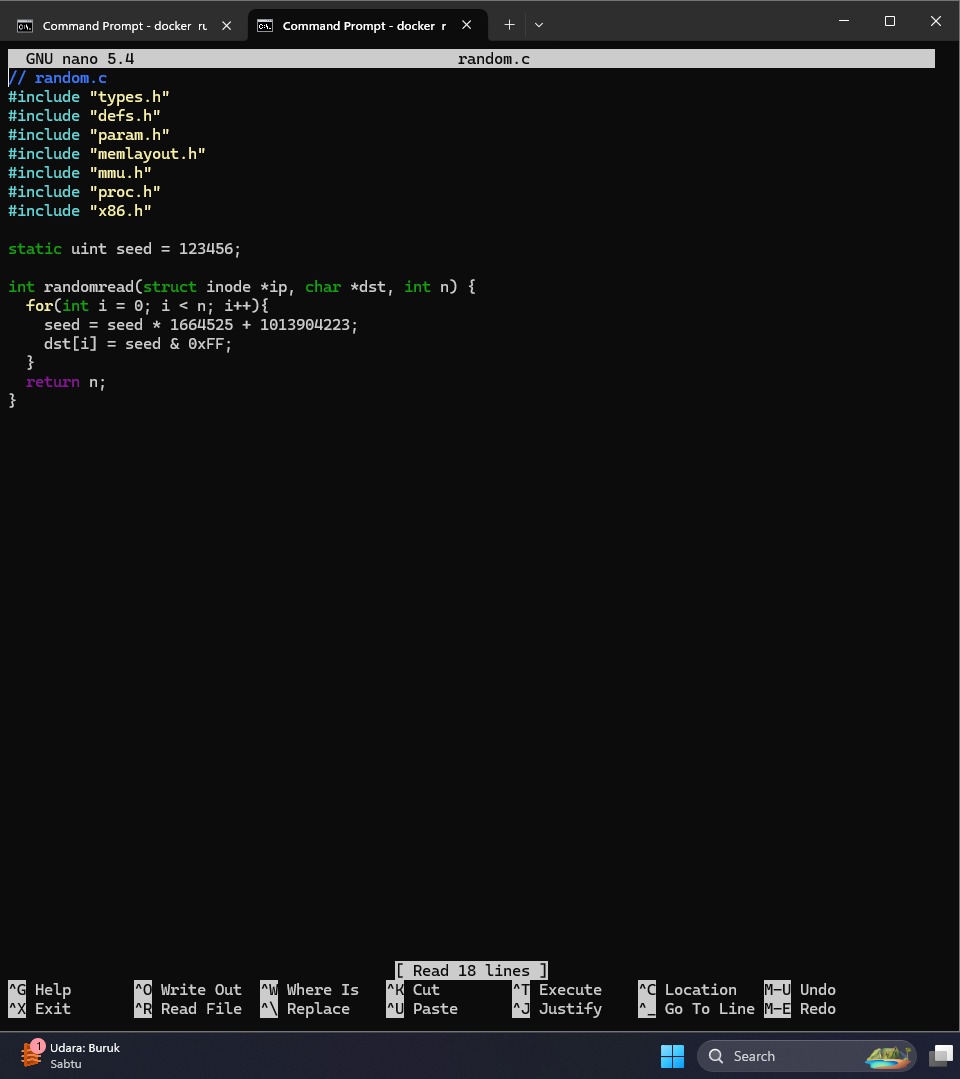 Command Prompt - docker ru
Command Prompt - docker r
GNU nano 5.4 random.c
// random.c
#include "types.h"
#include "defs.h"
#include "param.h"
#include "memlayout.h"
#include "mmu.h"
#include "proc.h"
#include "x86.h"
static uint seed = 123456;
int randomread(struct inode *ip, char *dst, int n) {
  for(int i = 0; i < n; i++){
    seed = seed * 1664525 + 1013904223;
    dst[i] = seed & 0xFF;
  }
  return n;
}
[ Read 18 lines ]
^G Help ^O Write Out ^W Where Is ^K Cut ^T Execute ^C Location M-U Undo
^X Exit ^R Read File ^\ Replace ^U Paste ^J Justify ^_ Go To Line M-E Redo
1
Udara: Buruk
Sabtu
Search